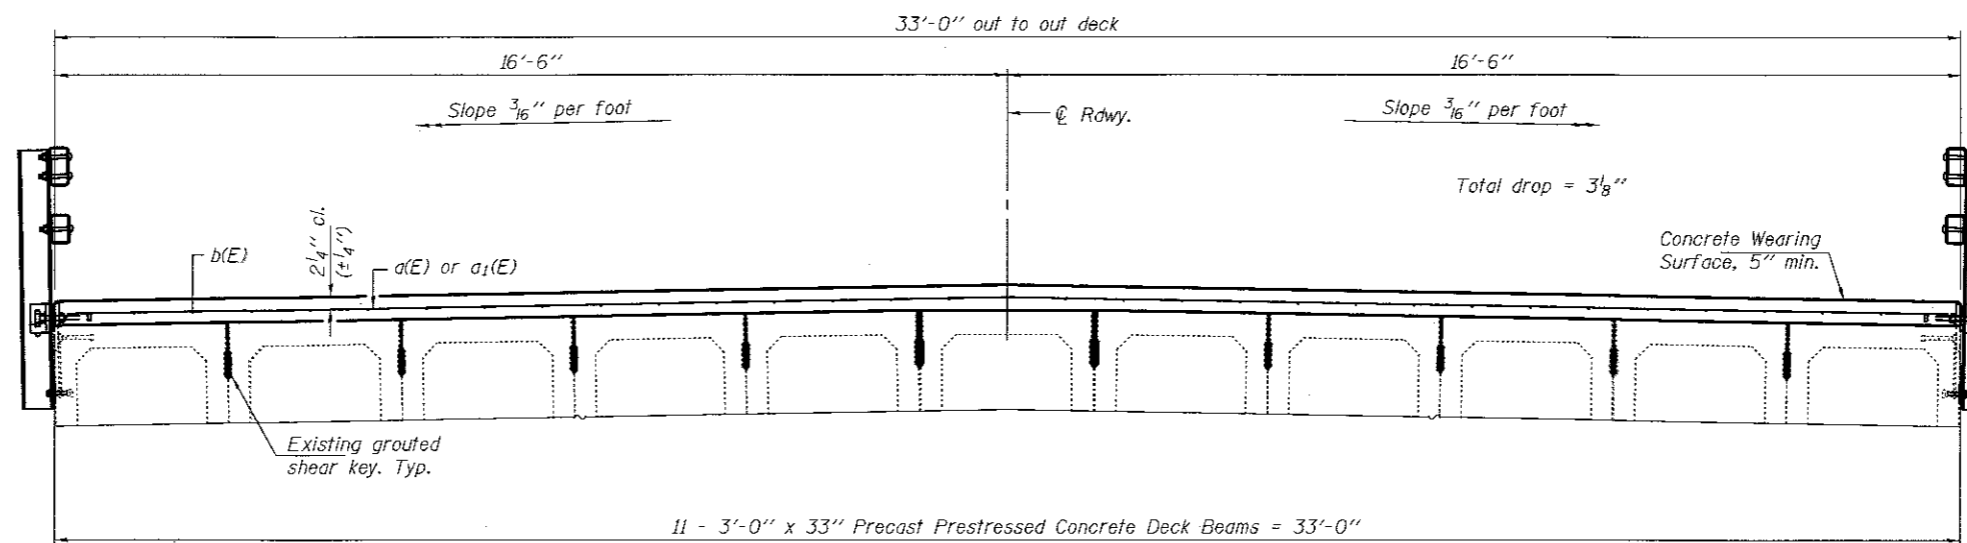 33'-0" out to out deck
16'-6"
16'-6"
Slope 3/16" per foot
℄ Rdwy.
Slope 3/16" per foot
Total drop = 3 1/8"
2 1/4" cl.
(±1/4")
b(E)
a(E) or a1(E)
Concrete Wearing
Surface, 5" min.
Existing grouted
shear key. Typ.
11 - 3'-0" x 33" Precast Prestressed Concrete Deck Beams = 33'-0"